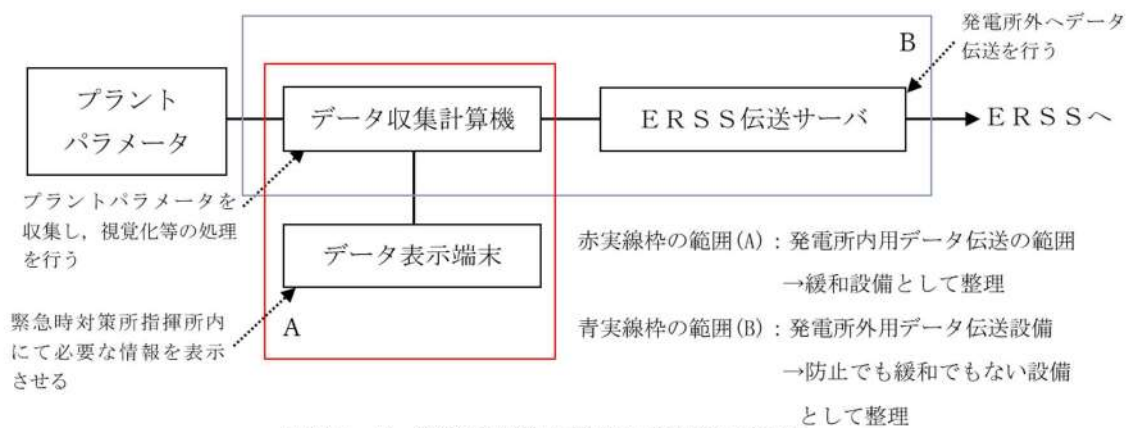 発電所外へデータ
伝送を行う
B
プラント
パラメータ
データ収集計算機
ERSS伝送サーバ
ERSSへ
プラントパラメータを
収集し,視覚化等の処理
を行う
データ表示端末
緊急時対策所指揮所内
にて必要な情報を表示
させる
A
赤実線枠の範囲(A):発電所内用データ伝送の範囲
→緩和設備として整理
青実線枠の範囲(B):発電所外用データ伝送設備
→防止でも緩和でもない設備
として整理